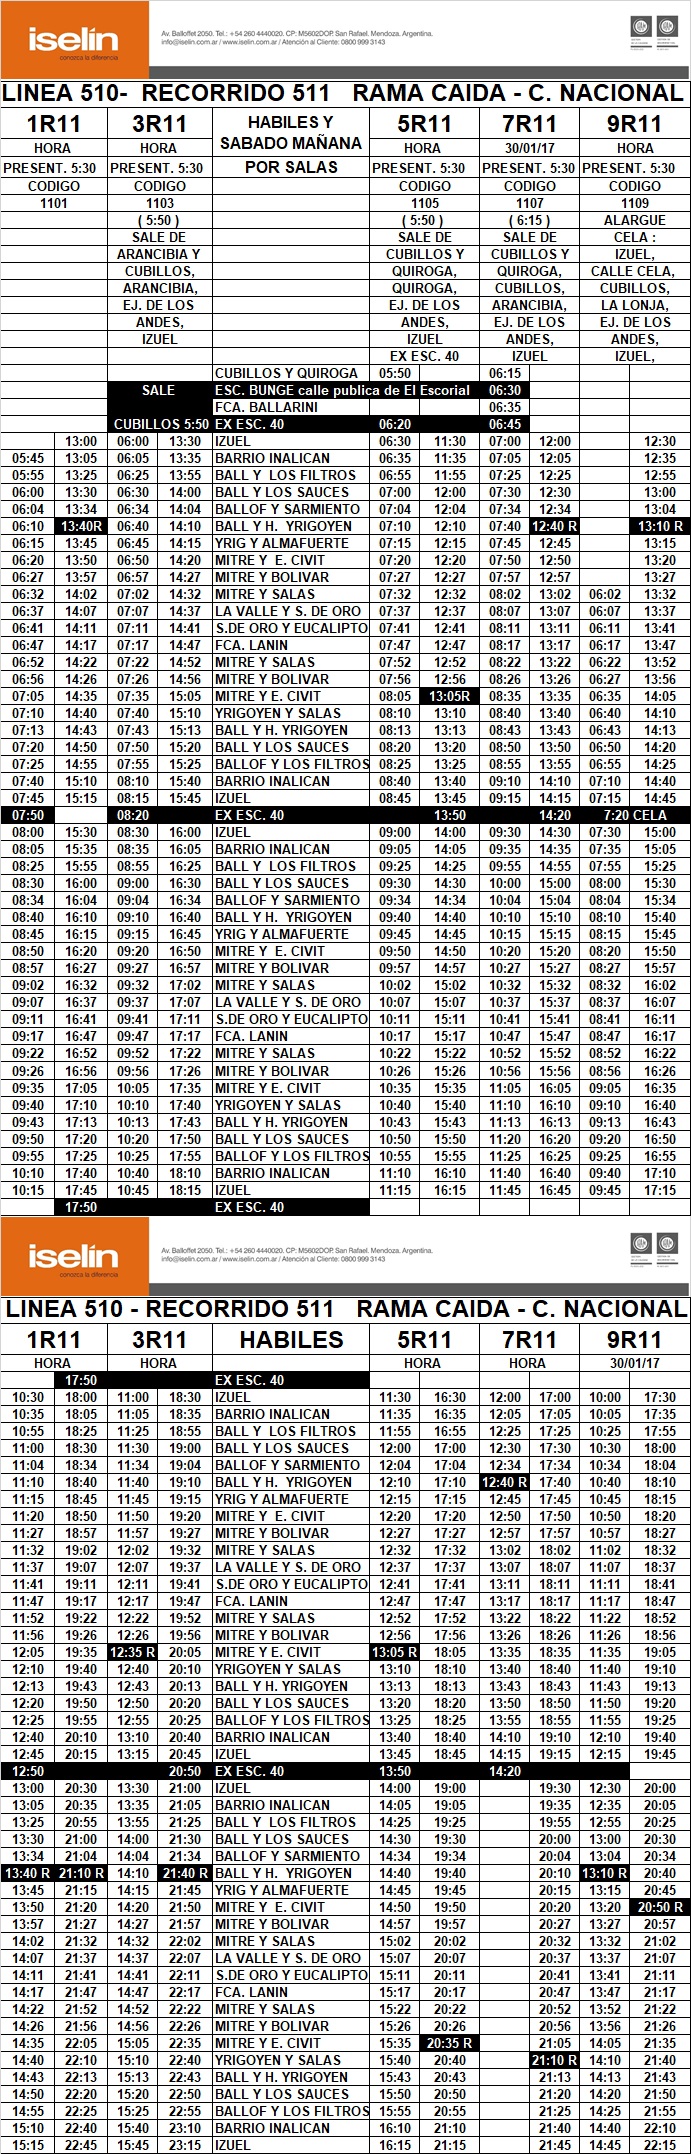 iselín
conozca la diferencia
Av. Balloffet 2050. Tel.: +54 260 4440020. CP: M5602DOP. San Rafael. Mendoza. Argentina.
info@iselin.com.ar / www.iselin.com.ar / Atención al Cliente: 0800 999 3143
LINEA 510- RECORRIDO 511 RAMA CAIDA - C. NACIONAL
1R11 3R11 HABILES Y SABADO MAÑANA 5R11 7R11 9R11
HORA HORA HORA 30/01/17 HORA
PRESENT. 5:30 PRESENT. 5:30 POR SALAS PRESENT. 5:30 PRESENT. 5:30 PRESENT. 5:30
CODIGO CODIGO CODIGO CODIGO CODIGO
1101 1103 1105 1107 1109
( 5:50 ) ( 5:50 ) ( 6:15 ) ALARGUE
SALE DE SALE DE SALE DE CELA :
ARANCIBIA Y CUBILLOS Y CUBILLOS Y IZUEL,
CUBILLOS, QUIROGA, QUIROGA, CALLE CELA,
ARANCIBIA, ARANCIBIA, CUBILLOS, CUBILLOS,
EJ. DE LOS EJ. DE LOS ARANCIBIA, LA LONJA,
ANDES, ANDES, EJ. DE LOS EJ. DE LOS
IZUEL IZUEL ANDES, ANDES,
EX ESC. 40 IZUEL IZUEL,
CUBILLOS Y QUIROGA 05:50 06:15
SALE ESC. BUNGE calle publica de El Escorial 06:30
FCA. BALLARINI 06:35
CUBILLOS 5:50 EX ESC. 40 06:20 06:45
13:00 06:00 13:30 IZUEL 06:30 11:30 07:00 12:00 12:30
05:45 13:05 06:05 13:35 BARRIO INALICAN 06:35 11:35 07:05 12:05 12:35
05:55 13:25 06:25 13:55 BALL Y LOS FILTROS 06:55 11:55 07:25 12:25 12:55
06:00 13:30 06:30 14:00 BALL Y LOS SAUCES 07:00 12:00 07:30 12:30 13:00
06:04 13:34 06:34 14:04 BALLOF Y SARMIENTO 07:04 12:04 07:34 12:34 13:04
06:10 13:40R 06:40 14:10 BALL Y H. YRIGOYEN 07:10 12:10 07:40 12:40 R 13:10 R
06:15 13:45 06:45 14:15 YRIG Y ALMAFUERTE 07:15 12:15 07:45 12:45 13:15
06:20 13:50 06:50 14:20 MITRE Y E. CIVIT 07:20 12:20 07:50 12:50 13:20
06:27 13:57 06:57 14:27 MITRE Y BOLIVAR 07:27 12:27 07:57 12:57 13:27
06:32 14:02 07:02 14:32 MITRE Y SALAS 07:32 12:32 08:02 13:02 06:02 13:32
06:37 14:07 07:07 14:37 LA VALLE Y S. DE ORO 07:37 12:37 08:07 13:07 06:07 13:37
06:41 14:11 07:11 14:41 S.DE ORO Y EUCALIPTO 07:41 12:41 08:11 13:11 06:11 13:41
06:47 14:17 07:17 14:47 FCA. LANIN 07:47 12:47 08:17 13:17 06:17 13:47
06:52 14:22 07:22 14:52 MITRE Y SALAS 07:52 12:52 08:22 13:22 06:22 13:52
06:56 14:26 07:26 14:56 MITRE Y BOLIVAR 07:56 12:56 08:26 13:26 06:27 13:56
07:05 14:35 07:35 15:05 MITRE Y E. CIVIT 08:05 13:05R 08:35 13:35 06:35 14:05
07:10 14:40 07:40 15:10 YRIGOYEN Y SALAS 08:10 13:10 08:40 13:40 06:40 14:10
07:13 14:43 07:43 15:13 BALL Y H. YRIGOYEN 08:13 13:13 08:43 13:43 06:43 14:13
07:20 14:50 07:50 15:20 BALL Y LOS SAUCES 08:20 13:20 08:50 13:50 06:50 14:20
07:25 14:55 07:55 15:25 BALLOF Y LOS FILTROS 08:25 13:25 08:55 13:55 06:55 14:25
07:40 15:10 08:10 15:40 BARRIO INALICAN 08:40 13:40 09:10 14:10 07:10 14:40
07:45 15:15 08:15 15:45 IZUEL 08:45 13:45 09:15 14:15 07:15 14:45
07:50 08:20 EX ESC. 40 13:50 14:20 7:20 CELA
08:00 15:30 08:30 16:00 IZUEL 09:00 14:00 09:30 14:30 07:30 15:00
08:05 15:35 08:35 16:05 BARRIO INALICAN 09:05 14:05 09:35 14:35 07:35 15:05
08:25 15:55 08:55 16:25 BALL Y LOS FILTROS 09:25 14:25 09:55 14:55 07:55 15:25
08:30 16:00 09:00 16:30 BALL Y LOS SAUCES 09:30 14:30 10:00 15:00 08:00 15:30
08:34 16:04 09:04 16:34 BALLOF Y SARMIENTO 09:34 14:34 10:04 15:04 08:04 15:34
08:40 16:10 09:10 16:40 BALL Y H. YRIGOYEN 09:40 14:40 10:10 15:10 08:10 15:40
08:45 16:15 09:15 16:45 YRIG Y ALMAFUERTE 09:45 14:45 10:15 15:15 08:15 15:45
08:50 16:20 09:20 16:50 MITRE Y E. CIVIT 09:50 14:50 10:20 15:20 08:20 15:50
08:57 16:27 09:27 16:57 MITRE Y BOLIVAR 09:57 14:57 10:27 15:27 08:27 15:57
09:02 16:32 09:32 17:02 MITRE Y SALAS 10:02 15:02 10:32 15:32 08:32 16:02
09:07 16:37 09:37 17:07 LA VALLE Y S. DE ORO 10:07 15:07 10:37 15:37 08:37 16:07
09:11 16:41 09:41 17:11 S.DE ORO Y EUCALIPTO 10:11 15:11 10:41 15:41 08:41 16:11
09:17 16:47 09:47 17:17 FCA. LANIN 10:17 15:17 10:47 15:47 08:47 16:17
09:22 16:52 09:52 17:22 MITRE Y SALAS 10:22 15:22 10:52 15:52 08:52 16:22
09:26 16:56 09:56 17:26 MITRE Y BOLIVAR 10:26 15:26 10:56 15:56 08:56 16:26
09:35 17:05 10:05 17:35 MITRE Y E. CIVIT 10:35 15:35 11:05 16:05 09:05 16:35
09:40 17:10 10:10 17:40 YRIGOYEN Y SALAS 10:40 15:40 11:10 16:10 09:10 16:40
09:43 17:13 10:13 17:43 BALL Y H. YRIGOYEN 10:43 15:43 11:13 16:13 09:13 16:43
09:50 17:20 10:20 17:50 BALL Y LOS SAUCES 10:50 15:50 11:20 16:20 09:20 16:50
09:55 17:25 10:25 17:55 BALLOF Y LOS FILTROS 10:55 15:55 11:25 16:25 09:25 16:55
10:10 17:40 10:40 18:10 BARRIO INALICAN 11:10 16:10 11:40 16:40 09:40 17:10
10:15 17:45 10:45 18:15 IZUEL 11:15 16:15 11:45 16:45 09:45 17:15
17:50 EX ESC. 40
iselín
conozca la diferencia
Av. Balloffet 2050. Tel.: +54 260 4440020. CP: M5602DOP. San Rafael. Mendoza. Argentina.
info@iselin.com.ar / www.iselin.com.ar / Atención al Cliente: 0800 999 3143
LINEA 510 - RECORRIDO 511 RAMA CAIDA - C. NACIONAL
1R11 3R11 HABILES 5R11 7R11 9R11
HORA HORA HORA HORA 30/01/17
17:50 EX ESC. 40
10:30 18:00 11:00 18:30 IZUEL 11:30 16:30 12:00 17:00 10:00 17:30
10:35 18:05 11:05 18:35 BARRIO INALICAN 11:35 16:35 12:05 17:05 10:05 17:35
10:55 18:25 11:25 18:55 BALL Y LOS FILTROS 11:55 16:55 12:25 17:25 10:25 17:55
11:00 18:30 11:30 19:00 BALL Y LOS SAUCES 12:00 17:00 12:30 17:30 10:30 18:00
11:04 18:34 11:34 19:04 BALLOF Y SARMIENTO 12:04 17:04 12:34 17:34 10:34 18:04
11:10 18:40 11:40 19:10 BALL Y H. YRIGOYEN 12:10 17:10 12:40 R 17:40 10:40 18:10
11:15 18:45 11:45 19:15 YRIG Y ALMAFUERTE 12:15 17:15 12:45 17:45 10:45 18:15
11:20 18:50 11:50 19:20 MITRE Y E. CIVIT 12:20 17:20 12:50 17:50 10:50 18:20
11:27 18:57 11:57 19:27 MITRE Y BOLIVAR 12:27 17:27 12:57 17:57 10:57 18:27
11:32 19:02 12:02 19:32 MITRE Y SALAS 12:32 17:32 13:02 18:02 11:02 18:32
11:37 19:07 12:07 19:37 LA VALLE Y S. DE ORO 12:37 17:37 13:07 18:07 11:07 18:37
11:41 19:11 12:11 19:41 S.DE ORO Y EUCALIPTO 12:41 17:41 13:11 18:11 11:11 18:41
11:47 19:17 12:17 19:47 FCA. LANIN 12:47 17:47 13:17 18:17 11:17 18:47
11:52 19:22 12:22 19:52 MITRE Y SALAS 12:52 17:52 13:22 18:22 11:22 18:52
11:56 19:26 12:26 19:56 MITRE Y BOLIVAR 12:56 17:56 13:26 18:26 11:26 18:56
12:05 19:35 12:35 R 20:05 MITRE Y E. CIVIT 13:05 R 18:05 13:35 18:35 11:35 19:05
12:10 19:40 12:40 20:10 YRIGOYEN Y SALAS 13:10 18:10 13:40 18:40 11:40 19:10
12:13 19:43 12:43 20:13 BALL Y H. YRIGOYEN 13:13 18:13 13:43 18:43 11:43 19:13
12:20 19:50 12:50 20:20 BALL Y LOS SAUCES 13:20 18:20 13:50 18:50 11:50 19:20
12:25 19:55 12:55 20:25 BALLOF Y LOS FILTROS 13:25 18:25 13:55 18:55 11:55 19:25
12:40 20:10 13:10 20:40 BARRIO INALICAN 13:40 18:40 14:10 19:10 12:10 19:40
12:45 20:15 13:15 20:45 IZUEL 13:45 18:45 14:15 19:15 12:15 19:45
12:50 20:50 EX ESC. 40 13:50 14:20
13:00 20:30 13:30 21:00 IZUEL 14:00 19:00 19:30 12:30 20:00
13:05 20:35 13:35 21:05 BARRIO INALICAN 14:05 19:05 19:35 12:35 20:05
13:25 20:55 13:55 21:25 BALL Y LOS FILTROS 14:25 19:25 19:55 12:55 20:25
13:30 21:00 14:00 21:30 BALL Y LOS SAUCES 14:30 19:30 20:00 13:00 20:30
13:34 21:04 14:04 21:34 BALLOF Y SARMIENTO 14:34 19:34 20:04 13:04 20:34
13:40 R 21:10 R 14:10 21:40 R BALL Y H. YRIGOYEN 14:40 19:40 20:10 13:10 R 20:40
13:45 21:15 14:15 21:45 YRIG Y ALMAFUERTE 14:45 19:45 20:15 13:15 20:45
13:50 21:20 14:20 21:50 MITRE Y E. CIVIT 14:50 19:50 20:20 13:20 20:50 R
13:57 21:27 14:27 21:57 MITRE Y BOLIVAR 14:57 19:57 20:27 13:27 20:57
14:02 21:32 14:32 22:02 MITRE Y SALAS 15:02 20:02 20:32 13:32 21:02
14:07 21:37 14:37 22:07 LA VALLE Y S. DE ORO 15:07 20:07 20:37 13:37 21:07
14:11 21:41 14:41 22:11 S.DE ORO Y EUCALIPTO 15:11 20:11 20:41 13:41 21:11
14:17 21:47 14:47 22:17 FCA. LANIN 15:17 20:17 20:47 13:47 21:17
14:22 21:52 14:52 22:22 MITRE Y SALAS 15:22 20:22 20:52 13:52 21:22
14:26 21:56 14:56 22:26 MITRE Y BOLIVAR 15:26 20:26 20:56 13:56 21:26
14:35 22:05 15:05 22:35 MITRE Y E. CIVIT 15:35 20:35 R 21:05 14:05 21:35
14:40 22:10 15:10 22:40 YRIGOYEN Y SALAS 15:40 20:40 21:10 R 14:10 21:40
14:43 22:13 15:13 22:43 BALL Y H. YRIGOYEN 15:43 20:43 21:13 14:13 21:43
14:50 22:20 15:20 22:50 BALL Y LOS SAUCES 15:50 20:50 21:20 14:20 21:50
14:55 22:25 15:25 22:55 BALLOF Y LOS FILTROS 15:55 20:55 21:25 14:25 21:55
15:10 22:40 15:40 23:10 BARRIO INALICAN 16:10 21:10 21:40 14:40 22:10
15:15 22:45 15:45 23:15 IZUEL 16:15 21:15 21:45 14:45 22:15